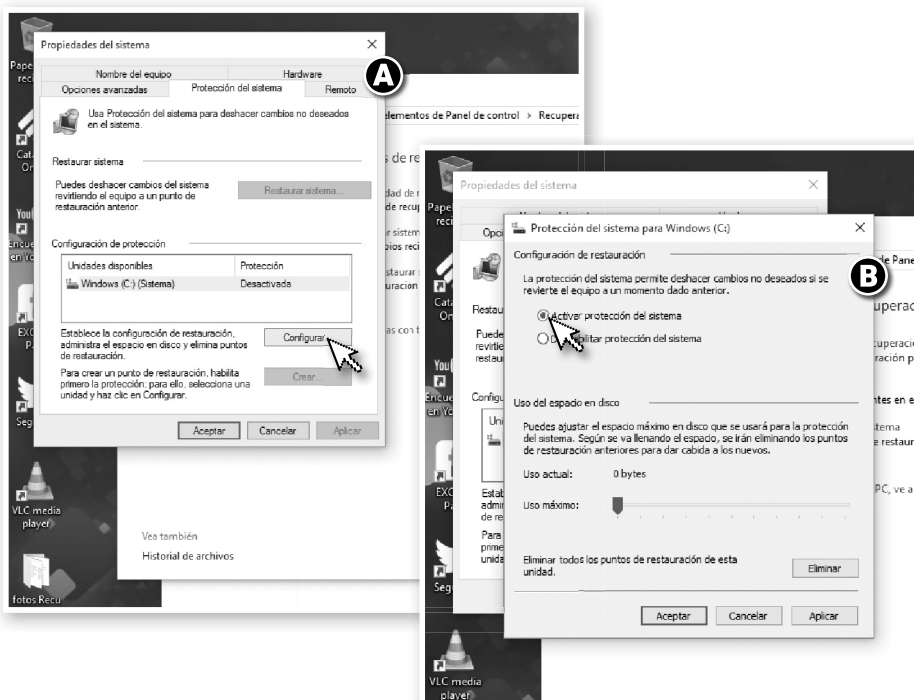 Propiedades del sistema
Nombre del equipo
Hardware
Opciones avanzadas
Protección del sistema
Remoto
A
Usa Protección del sistema para deshacer cambios no deseados
en el sistema.
Restaurar sistema
Puedes deshacer cambios del sistema
revirtiendo el equipo a un punto de
restauración anterior.
Restaurar sistema...
Configuración de protección
Unidades disponibles
Protección
Windows (C:) (Sistema)
Desactivada
Establece la configuración de restauración,
administra el espacio en disco y elimina puntos
de restauración.
Configurar
Para crear un punto de restauración, habilita
primero la protección; para ello, selecciona una
unidad y haz clic en Configurar.
Crear...
Aceptar
Cancelar
Aplicar
elementos de Panel de control > Recupera
VLC media
player
fotos Recu
Vea también
Historial de archivos
Propiedades del sistema
Protección del sistema para Windows (C:)
B
Configuración de restauración
La protección del sistema permite deshacer cambios no deseados si se
revierte el equipo a un momento dado anterior.
Activar protección del sistema
protección del sistema
Uso del espacio en disco
Puedes ajustar el espacio máximo en disco que se usará para la protección
del sistema. Según se va llenando el espacio, se irán eliminando los puntos
de restauración anteriores para dar cabida a los nuevos.
Uso actual:
0 bytes
Uso máximo:
Eliminar todos los puntos de restauración de esta
unidad.
Eliminar
Aceptar
Cancelar
Aplicar
PC, ve a
VLC media
player